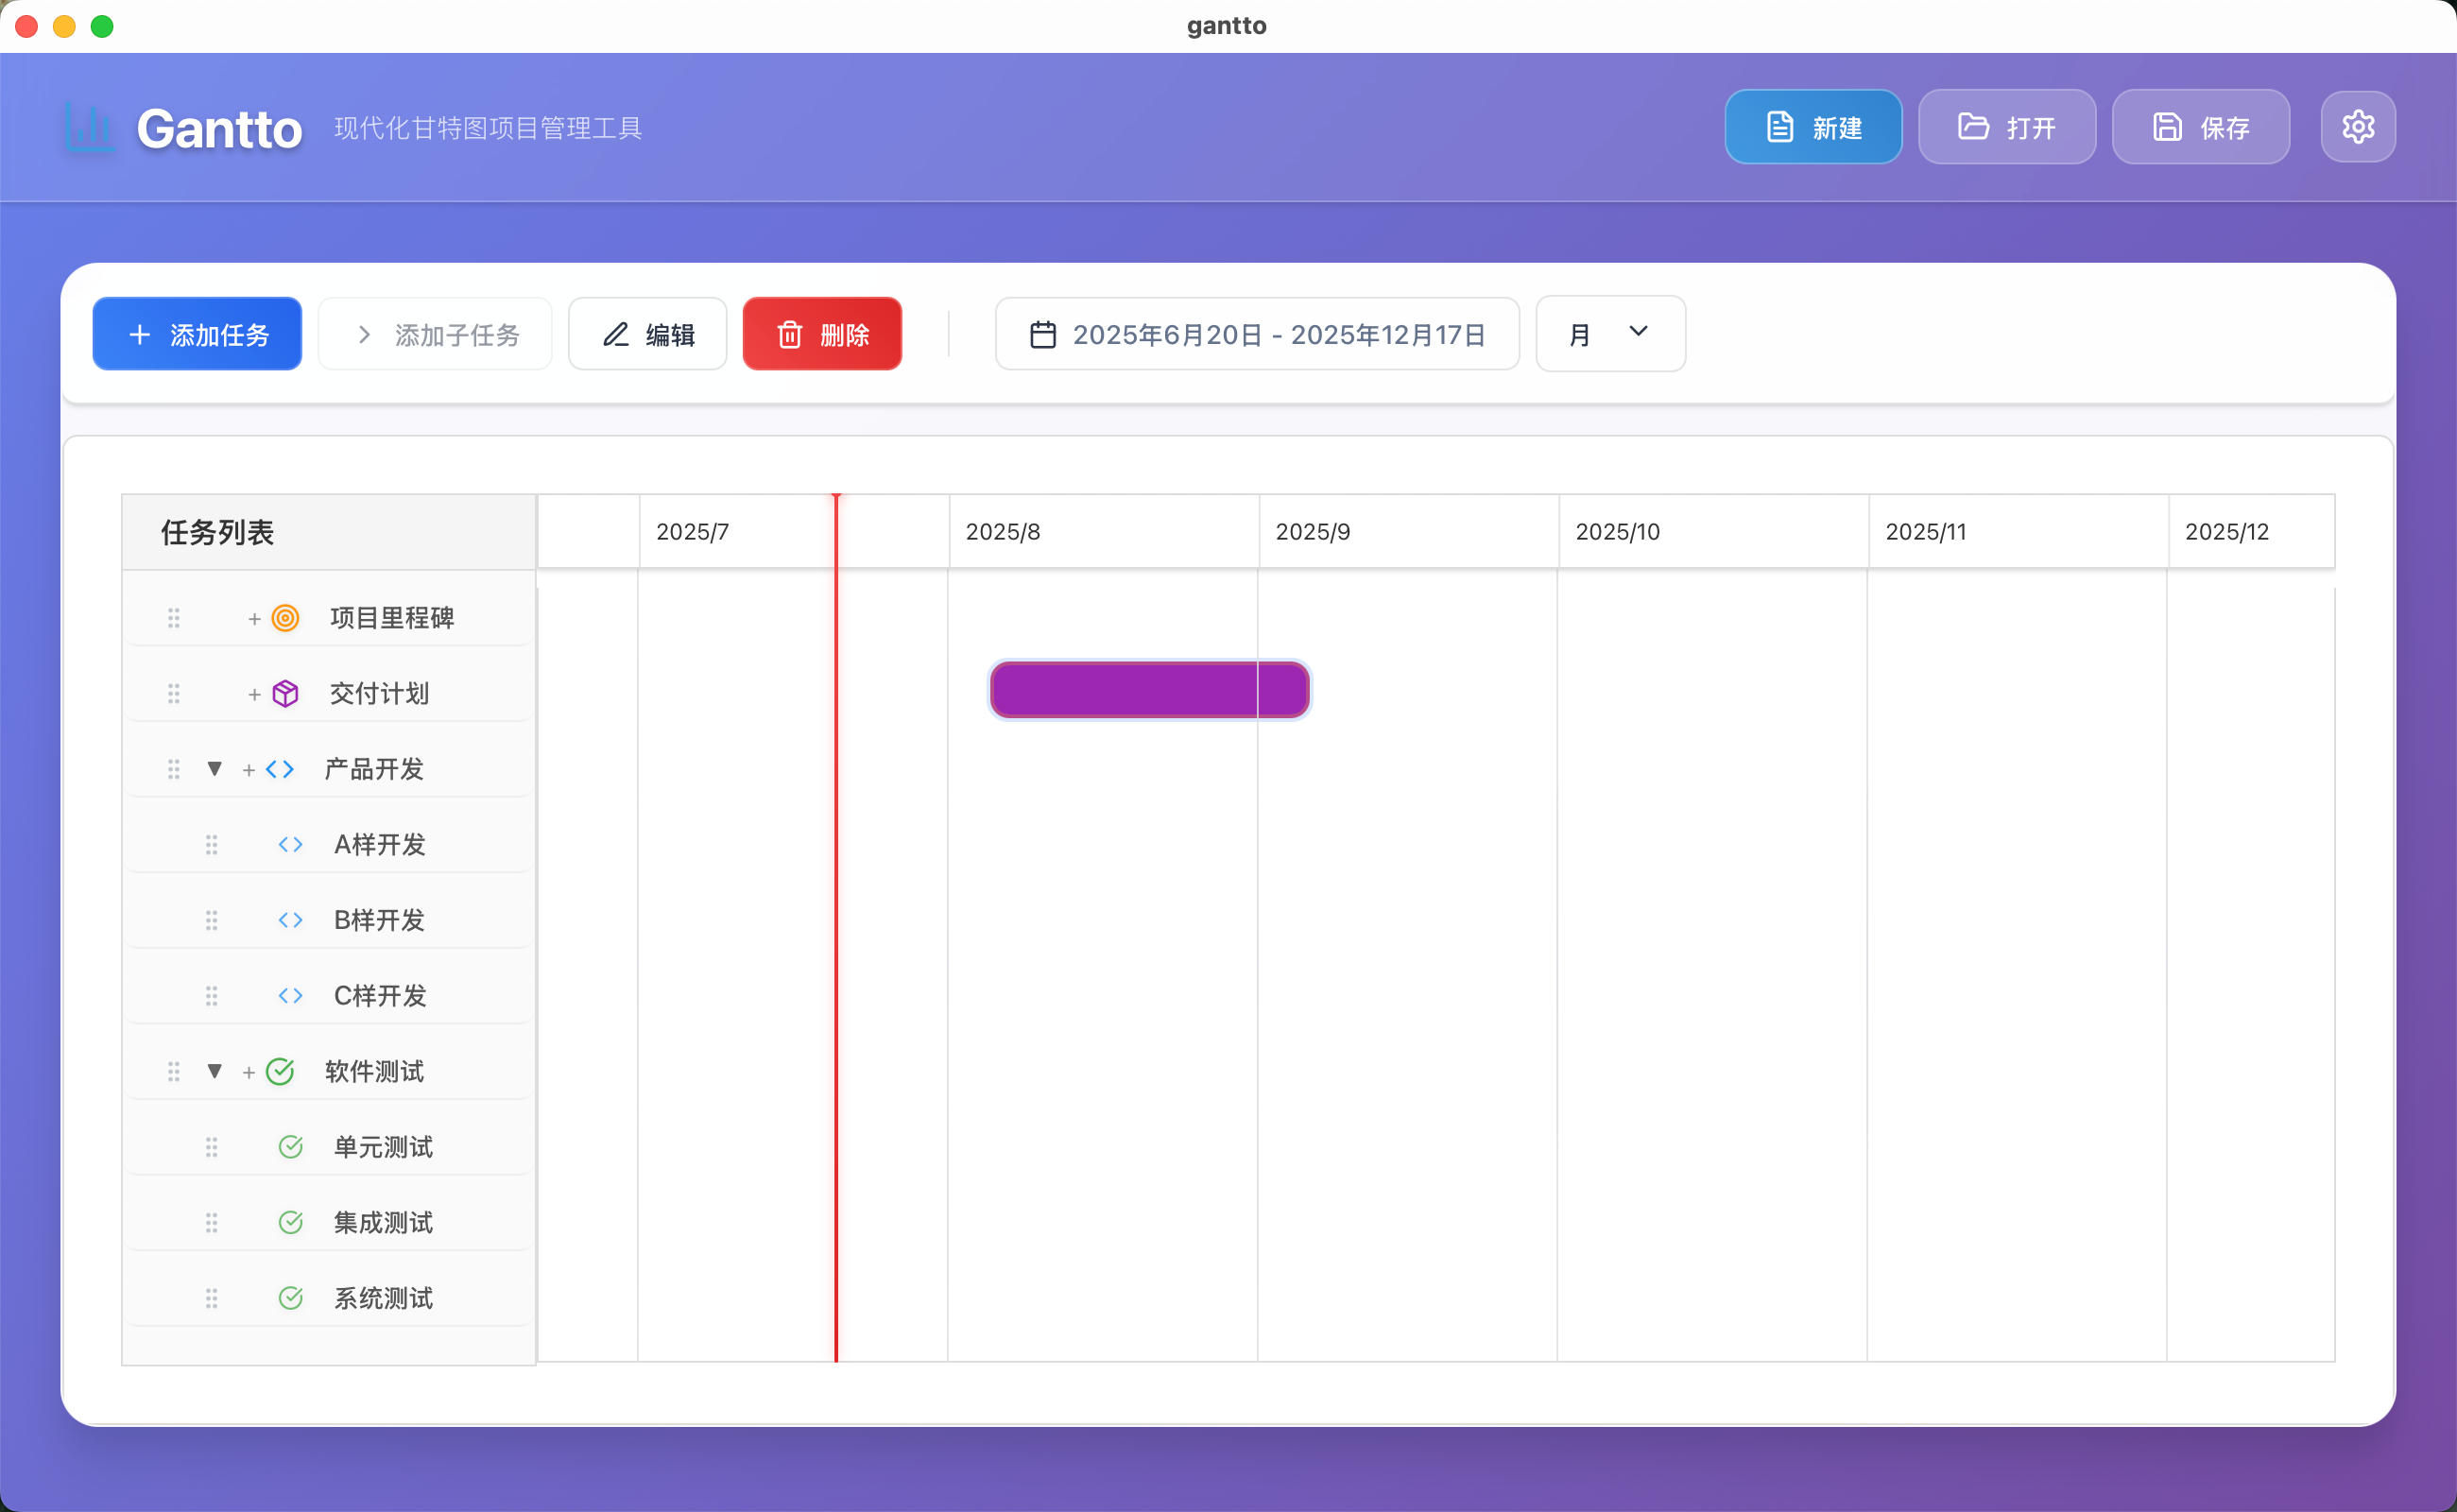 gantto
Gantto 现代化甘特图项目管理工具 新建 打开 保存
添加任务 添加子任务 编辑 删除 2025年6月20日 - 2025年12月17日 月
任务列表 2025/7 2025/8 2025/9 2025/10 2025/11 2025/12
+ 项目里程碑
+ 交付计划
+ 产品开发
A样开发
B样开发
C样开发
+ 软件测试
单元测试
集成测试
系统测试